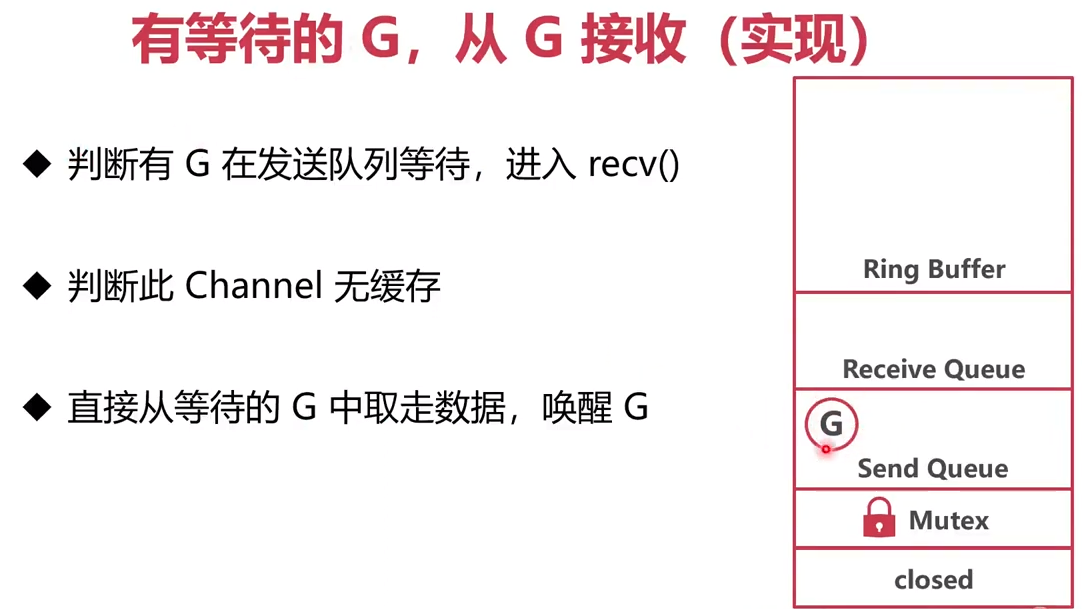 有等待的 G，从 G 接收（实现）
判断有 G 在发送队列等待，进入 recv()
判断此 Channel 无缓存
直接从等待的 G 中取走数据，唤醒 G
Ring Buffer
Receive Queue
G
Send Queue
Mutex
closed